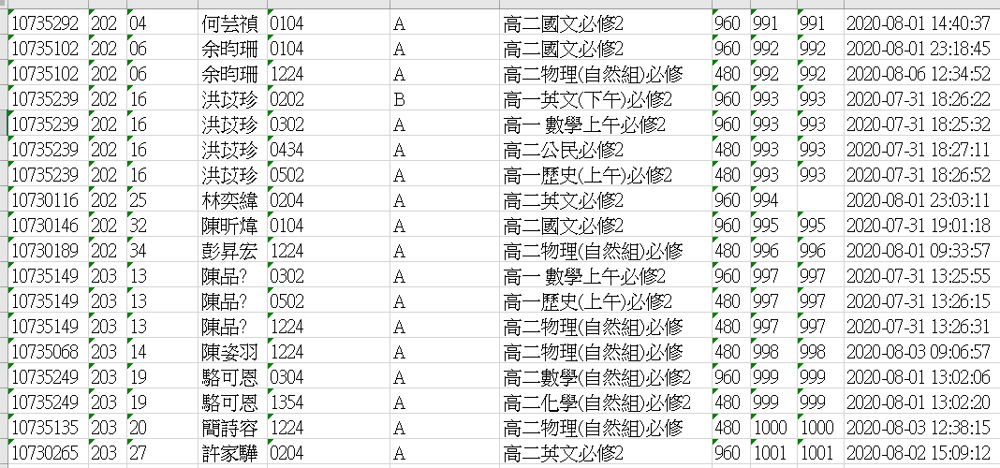 10735292 202 04 何芸禎 0104 A 高二國文必修2 960 991 991 2020-08-01 14:40:37
10735102 202 06 余昀珊 0104 A 高二國文必修2 960 992 992 2020-08-01 23:18:45
10735102 202 06 余昀珊 1224 A 高二物理(自然組)必修 480 992 992 2020-08-06 12:34:52
10735239 202 16 洪苡珍 0202 B 高一英文(下午)必修2 960 993 993 2020-07-31 18:26:22
10735239 202 16 洪苡珍 0302 A 高一 數學上午必修2 960 993 993 2020-07-31 18:25:32
10735239 202 16 洪苡珍 0434 A 高二公民必修2 480 993 993 2020-07-31 18:27:11
10735239 202 16 洪苡珍 0502 A 高一歷史(上午)必修2 480 993 993 2020-07-31 18:26:52
10730116 202 25 林奕緯 0204 A 高二英文必修2 960 994 2020-08-01 23:03:11
10730146 202 32 陳昕煒 0104 A 高二國文必修2 960 995 995 2020-07-31 19:01:18
10730189 202 34 彭昇宏 1224 A 高二物理(自然組)必修 480 996 996 2020-08-01 09:33:57
10735149 203 13 陳品? 0302 A 高一 數學上午必修2 960 997 997 2020-07-31 13:25:55
10735149 203 13 陳品? 0502 A 高一歷史(上午)必修2 480 997 997 2020-07-31 13:26:15
10735149 203 13 陳品? 1224 A 高二物理(自然組)必修 480 997 997 2020-07-31 13:26:31
10735068 203 14 陳姿羽 1224 A 高二物理(自然組)必修 480 998 998 2020-08-03 09:06:57
10735249 203 19 駱可恩 0304 A 高二數學(自然組)必修2 960 999 999 2020-08-01 13:02:06
10735249 203 19 駱可恩 1354 A 高二化學(自然組)必修2 480 999 999 2020-08-01 13:02:20
10735135 203 20 簡詩容 1224 A 高二物理(自然組)必修 480 1000 1000 2020-08-03 12:38:15
10730265 203 27 許家驊 0204 A 高二英文必修2 960 1001 1001 2020-08-02 15:09:12